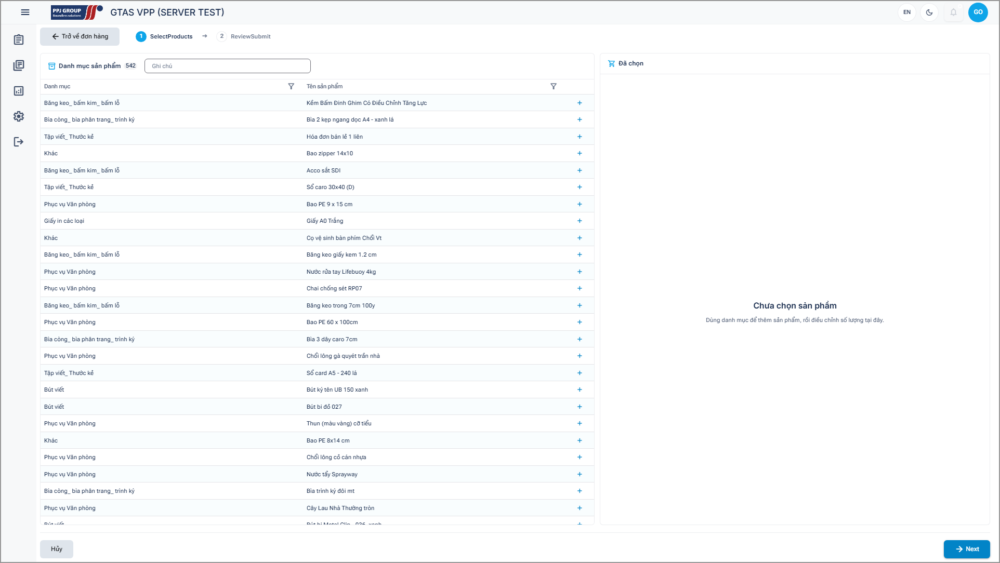 PPJ GROUP
Boundless solutions
GTAS VPP (SERVER TEST)
EN
GO
Trở về đơn hàng
1 SelectProducts
2 ReviewSubmit
Danh mục sản phẩm 542
Ghi chú
Đã chọn
Danh mục Tên sản phẩm
Băng keo_ bấm kim_ bấm lỗ Kềm Bấm Đinh Ghim Có Điều Chỉnh Tăng Lực
Bìa còng_ bìa phân trang_ trình ký Bìa 2 kẹp ngang dọc A4 - xanh lá
Tập viết_ Thước kẻ Hóa đơn bán lẻ 1 liên
Khác Bao zipper 14x10
Băng keo_ bấm kim_ bấm lỗ Acco sắt SDI
Tập viết_ Thước kẻ Sổ caro 30x40 (D)
Phục vụ Văn phòng Bao PE 9 x 15 cm
Giấy in các loại Giấy A0 Trắng
Khác Cọ vệ sinh bàn phím Chổi Vt
Băng keo_ bấm kim_ bấm lỗ Băng keo giấy kem 1.2 cm
Phục vụ Văn phòng Nước rửa tay Lifebuoy 4kg
Phục vụ Văn phòng Chai chống sét RP07
Băng keo_ bấm kim_ bấm lỗ Băng keo trong 7cm 100y
Phục vụ Văn phòng Bao PE 60 x 100cm
Bìa còng_ bìa phân trang_ trình ký Bìa 3 dây caro 7cm
Phục vụ Văn phòng Chổi lông gà quyét trần nhà
Tập viết_ Thước kẻ Sổ card A5 - 240 lá
Bút viết Bút ký tên UB 150 xanh
Bút viết Bút bi đỏ 027
Phục vụ Văn phòng Thun (màu vàng) cỡ tiểu
Khác Bao PE 8x14 cm
Phục vụ Văn phòng Chổi lông cỏ cán nhựa
Phục vụ Văn phòng Nước tẩy Sprayway
Bìa còng_ bìa phân trang_ trình ký Bìa trình ký đôi mt
Phục vụ Văn phòng Cây Lau Nhà Thường tròn
Bút viết Bút bi Metal Clip - 036, xanh
Chưa chọn sản phẩm
Dùng danh mục để thêm sản phẩm, rồi điều chỉnh số lượng tại đây.
Hủy
Next